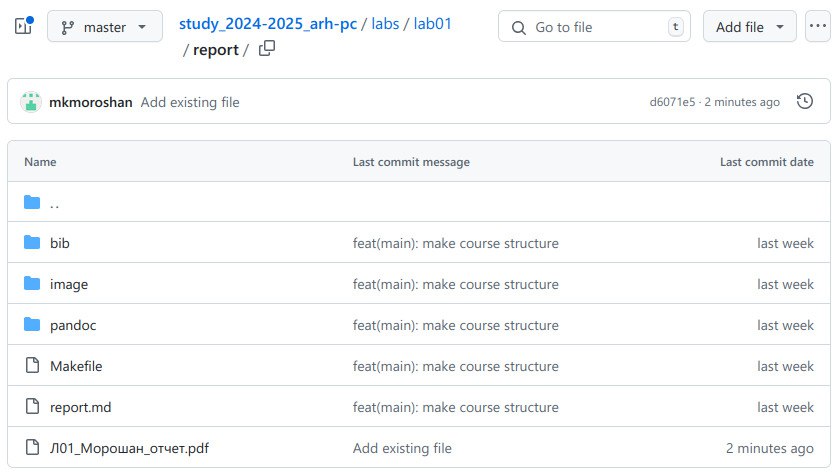 master study_2024-2025_arh-pc / labs / lab01 Go to file t Add file
/ report /
mkmoroshan Add existing file d6071e5 · 2 minutes ago
Name Last commit message Last commit date
..
bib feat(main): make course structure last week
image feat(main): make course structure last week
pandoc feat(main): make course structure last week
Makefile feat(main): make course structure last week
report.md feat(main): make course structure last week
Л01_Морошан_отчет.pdf Add existing file 2 minutes ago